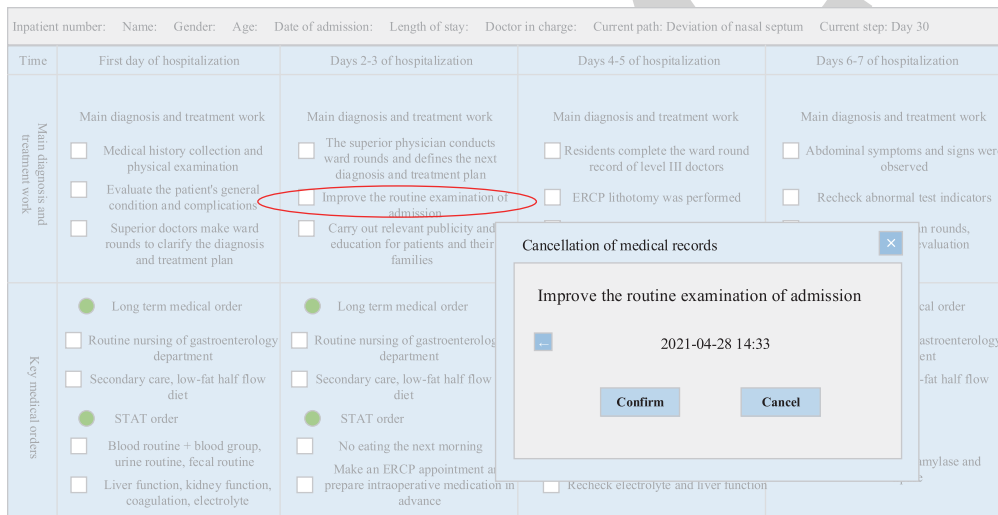 Inpatient number: Name: Gender: Age: Date of admission: Length of stay: Doctor in charge: Current path: Deviation of nasal septum Current step: Day 30
Time
First day of hospitalization
Days 2-3 of hospitalization
Days 4-5 of hospitalization
Days 6-7 of hospitalization
Main diagnosis and
treatment work
Main diagnosis and treatment work
Medical history collection and
physical examination
Evaluate the patient's general
condition and complications
Superior doctors make ward
rounds to clarify the diagnosis
and treatment plan
Main diagnosis and treatment work
The superior physician conducts
ward rounds and defines the next
diagnosis and treatment plan
Improve the routine examination of
admission
Carry out relevant publicity and
education for patients and their
families
Main diagnosis and treatment work
Residents complete the ward round
record of level III doctors
ERCP lithotomy was performed
Main diagnosis and treatment work
Abdominal symptoms and signs were
observed
Recheck abnormal test indicators
rounds,
Key medical orders
Long term medical order
Routine nursing of gastroenterology
department
Secondary care, low-fat half flow
diet
STAT order
Blood routine + blood group,
urine routine, fecal routine
Liver function, kidney function,
coagulation, electrolyte
Long term medical order
Routine nursing of gastroenterology
department
Secondary care, low-fat half flow
diet
STAT order
No eating the next morning
Make an ERCP appointment
prepare intraoperative medication in
advance
Recheck electrolyte and liver function
order
-fat half flow
amylase and
Cancellation of medical records
×
Improve the routine examination of admission
←
2021-04-28 14:33
Confirm
Cancel